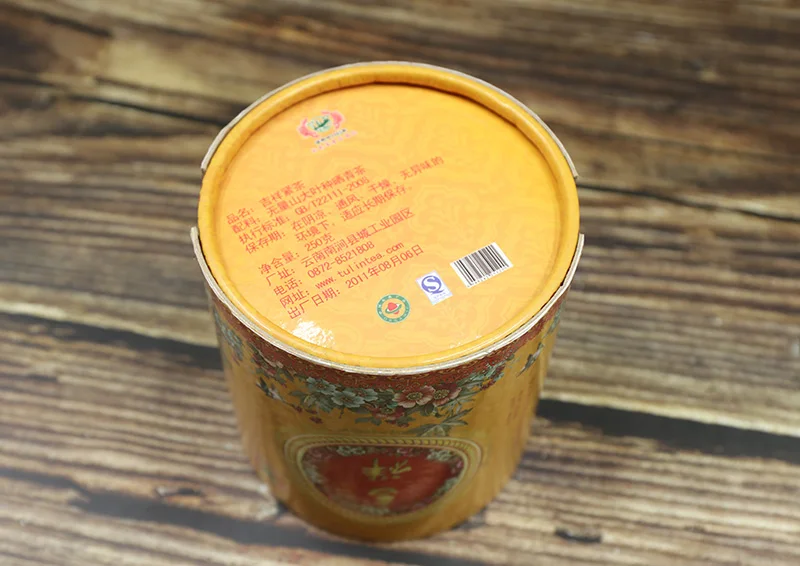 品名：吉祥紧茶
配料：无量山大叶种晒青茶
执行标准：GB/T22111-2008
保存期：在阴凉、通风、干燥、无异味的
环境下，适应长期保存。
净含量：250克
厂址：云南南涧县城工业园区
电话：0872-8521808
网址：www.tulintea.com
出厂日期：2011年08月06日